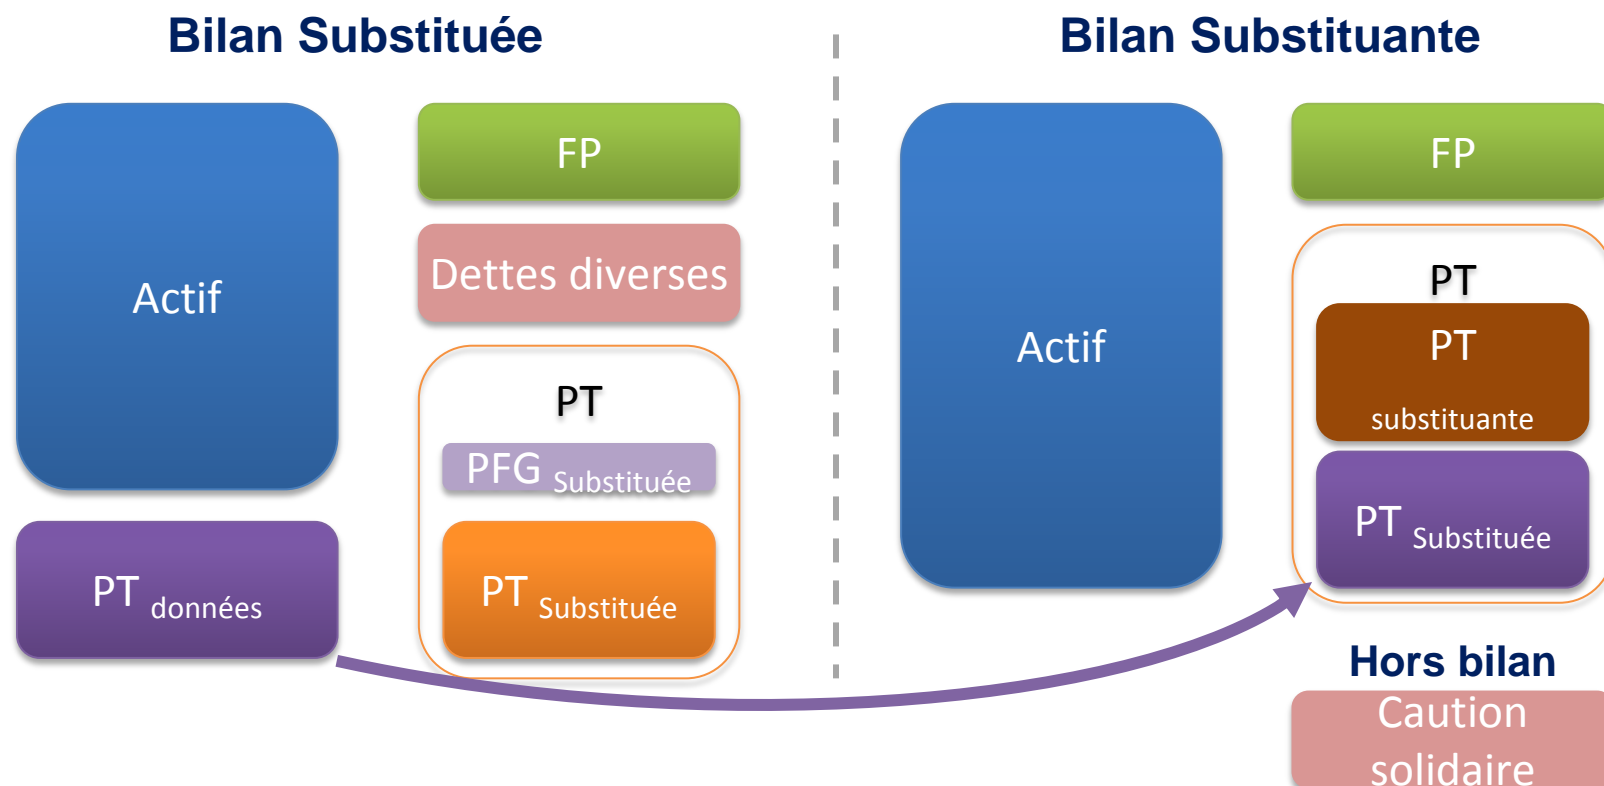 Bilan Substituée
Actif
PT données
FP
Dettes diverses
PT
PFG Substituée
PT Substituée
Bilan Substituante
Actif
FP
PT
PT
substituante
PT Substituée
Hors bilan
Caution
solidaire